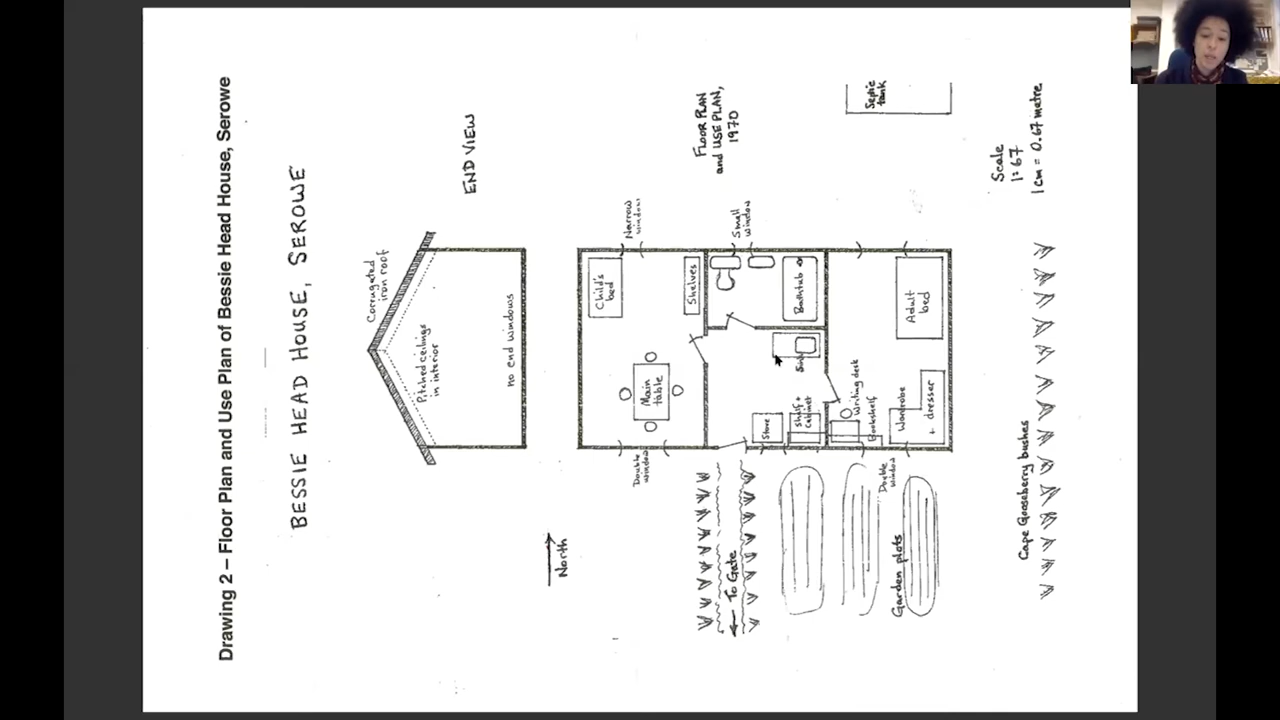 Drawing 2 – Floor Plan and Use Plan of Bessie Head House, Serowe
BESSIE HEAD HOUSE, SEROWE
Corrugated
iron roof
Pitched ceilings
in interior
no end windows
END VIEW
North
FLOOR PLAN
and USE PLAN,
1970
Child's
bed
Narrow
windows
Main
table
Shelves
Double
window
Small
window
Bathtub
Sink
Stove
Shelf +
Cabinet
Writing desk
Bookshelf
Adult
bed
Wardrobe
+ dresser
Double
window
To Gate
Garden plots
Septic
tank
Scale
1:67
1cm = 0.67 metre
Cape Gooseberry bushes